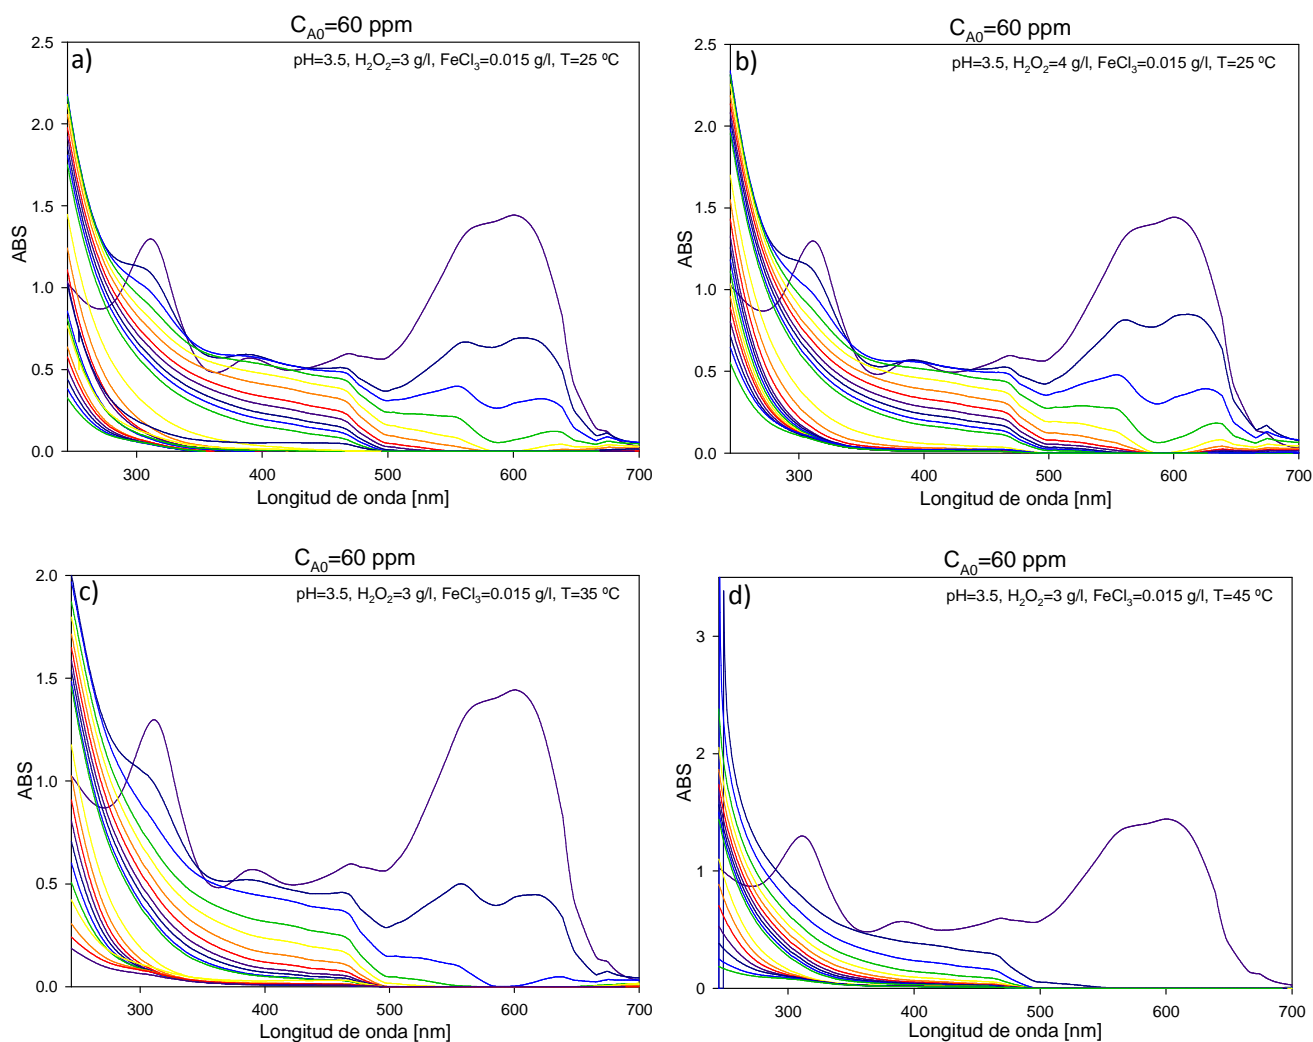 C_A0=60 ppm
a)
pH=3.5, H₂O₂=3 g/l, FeCl₃=0.015 g/l, T=25 ºC
2.5
2.0
1.5
1.0
0.5
0.0
ABS
300 400 500 600 700
Longitud de onda [nm]
C_A0=60 ppm
b)
pH=3.5, H₂O₂=4 g/l, FeCl₃=0.015 g/l, T=25 ºC
2.5
2.0
1.5
1.0
0.5
0.0
ABS
300 400 500 600 700
Longitud de onda [nm]
C_A0=60 ppm
c)
pH=3.5, H₂O₂=3 g/l, FeCl₃=0.015 g/l, T=35 ºC
2.0
1.5
1.0
0.5
0.0
ABS
300 400 500 600 700
Longitud de onda [nm]
C_A0=60 ppm
d)
pH=3.5, H₂O₂=3 g/l, FeCl₃=0.015 g/l, T=45 ºC
3
2
1
0
ABS
300 400 500 600 700
Longitud de onda [nm]